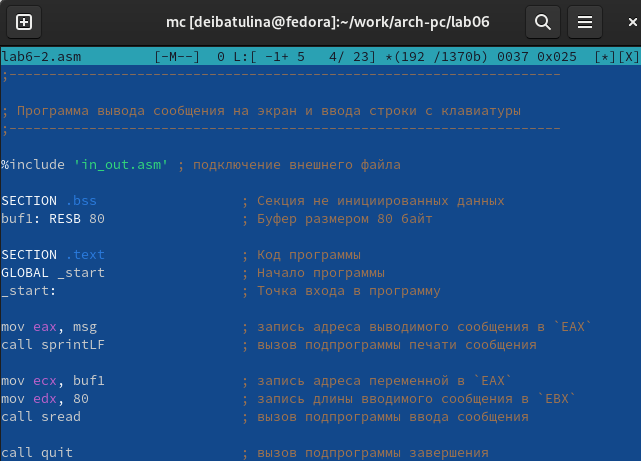 mc [deibatulina@fedora]:~/work/arch-pc/lab06
lab6-2.asm [-M--] 0 L:[ -1+ 5 4/ 23] *(192 /1370b) 0037 0x025 [*][X]
;---------------------------------------------------------------------
; Программа вывода сообщения на экран и ввода строки с клавиатуры
;---------------------------------------------------------------------
%include 'in_out.asm' ; подключение внешнего файла
SECTION .bss ; Секция не инициированных данных
buf1: RESB 80 ; Буфер размером 80 байт
SECTION .text ; Код программы
GLOBAL _start ; Начало программы
_start: ; Точка входа в программу
mov eax, msg ; запись адреса выводимого сообщения в `EAX`
call sprintLF ; вызов подпрограммы печати сообщения
mov ecx, buf1 ; запись адреса переменной в `EAX`
mov edx, 80 ; запись длины вводимого сообщения в `EBX`
call sread ; вызов подпрограммы ввода сообщения
call quit ; вызов подпрограммы завершения